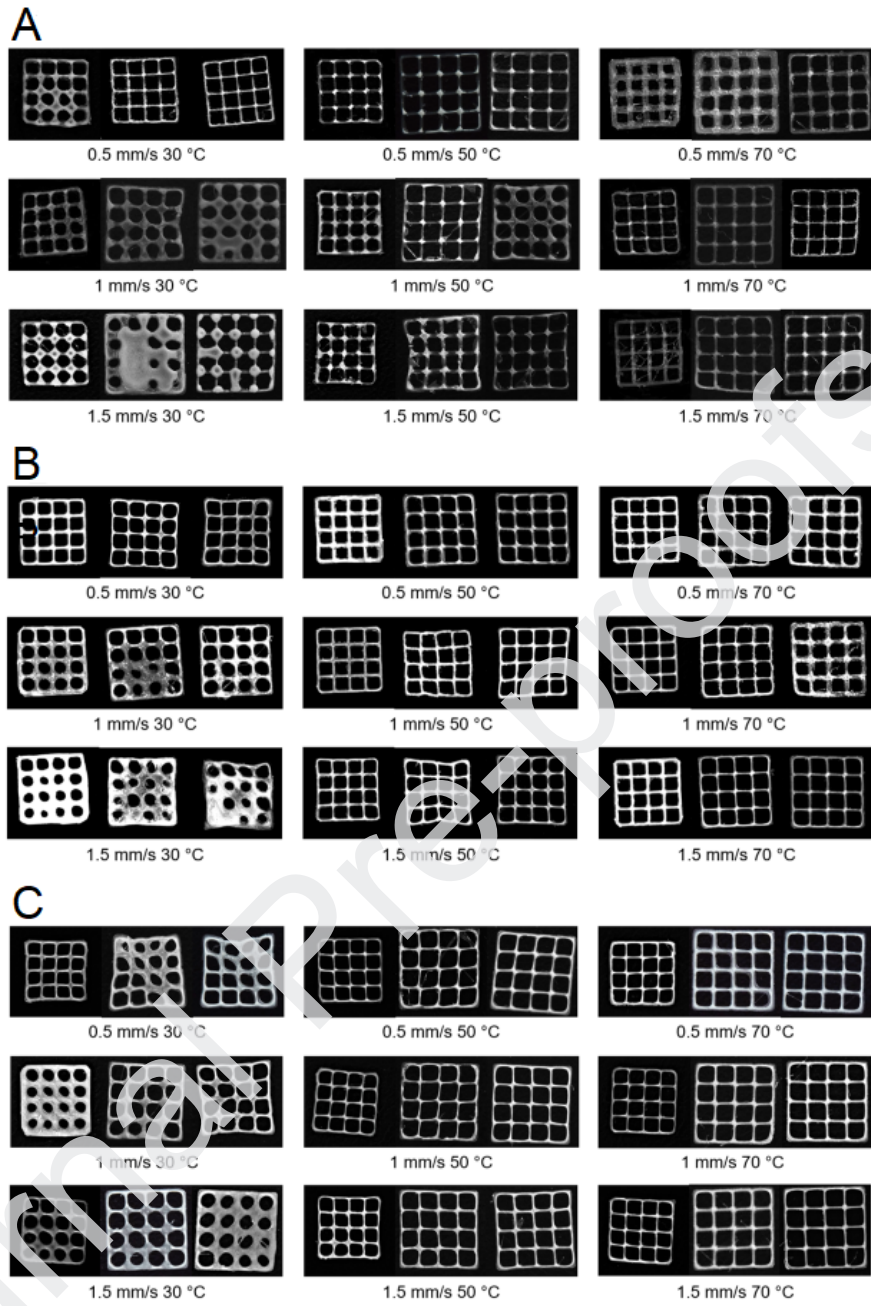 A
0.5 mm/s 30 °C 0.5 mm/s 50 °C 0.5 mm/s 70 °C
1 mm/s 30 °C 1 mm/s 50 °C 1 mm/s 70 °C
1.5 mm/s 30 °C 1.5 mm/s 50 °C 1.5 mm/s 70 °C
B
0.5 mm/s 30 °C 0.5 mm/s 50 °C 0.5 mm/s 70 °C
1 mm/s 30 °C 1 mm/s 50 °C 1 mm/s 70 °C
1.5 mm/s 30 °C 1.5 mm/s 50 °C 1.5 mm/s 70 °C
C
0.5 mm/s 30 °C 0.5 mm/s 50 °C 0.5 mm/s 70 °C
1 mm/s 30 °C 1 mm/s 50 °C 1 mm/s 70 °C
1.5 mm/s 30 °C 1.5 mm/s 50 °C 1.5 mm/s 70 °C
rnal Pre-proofs